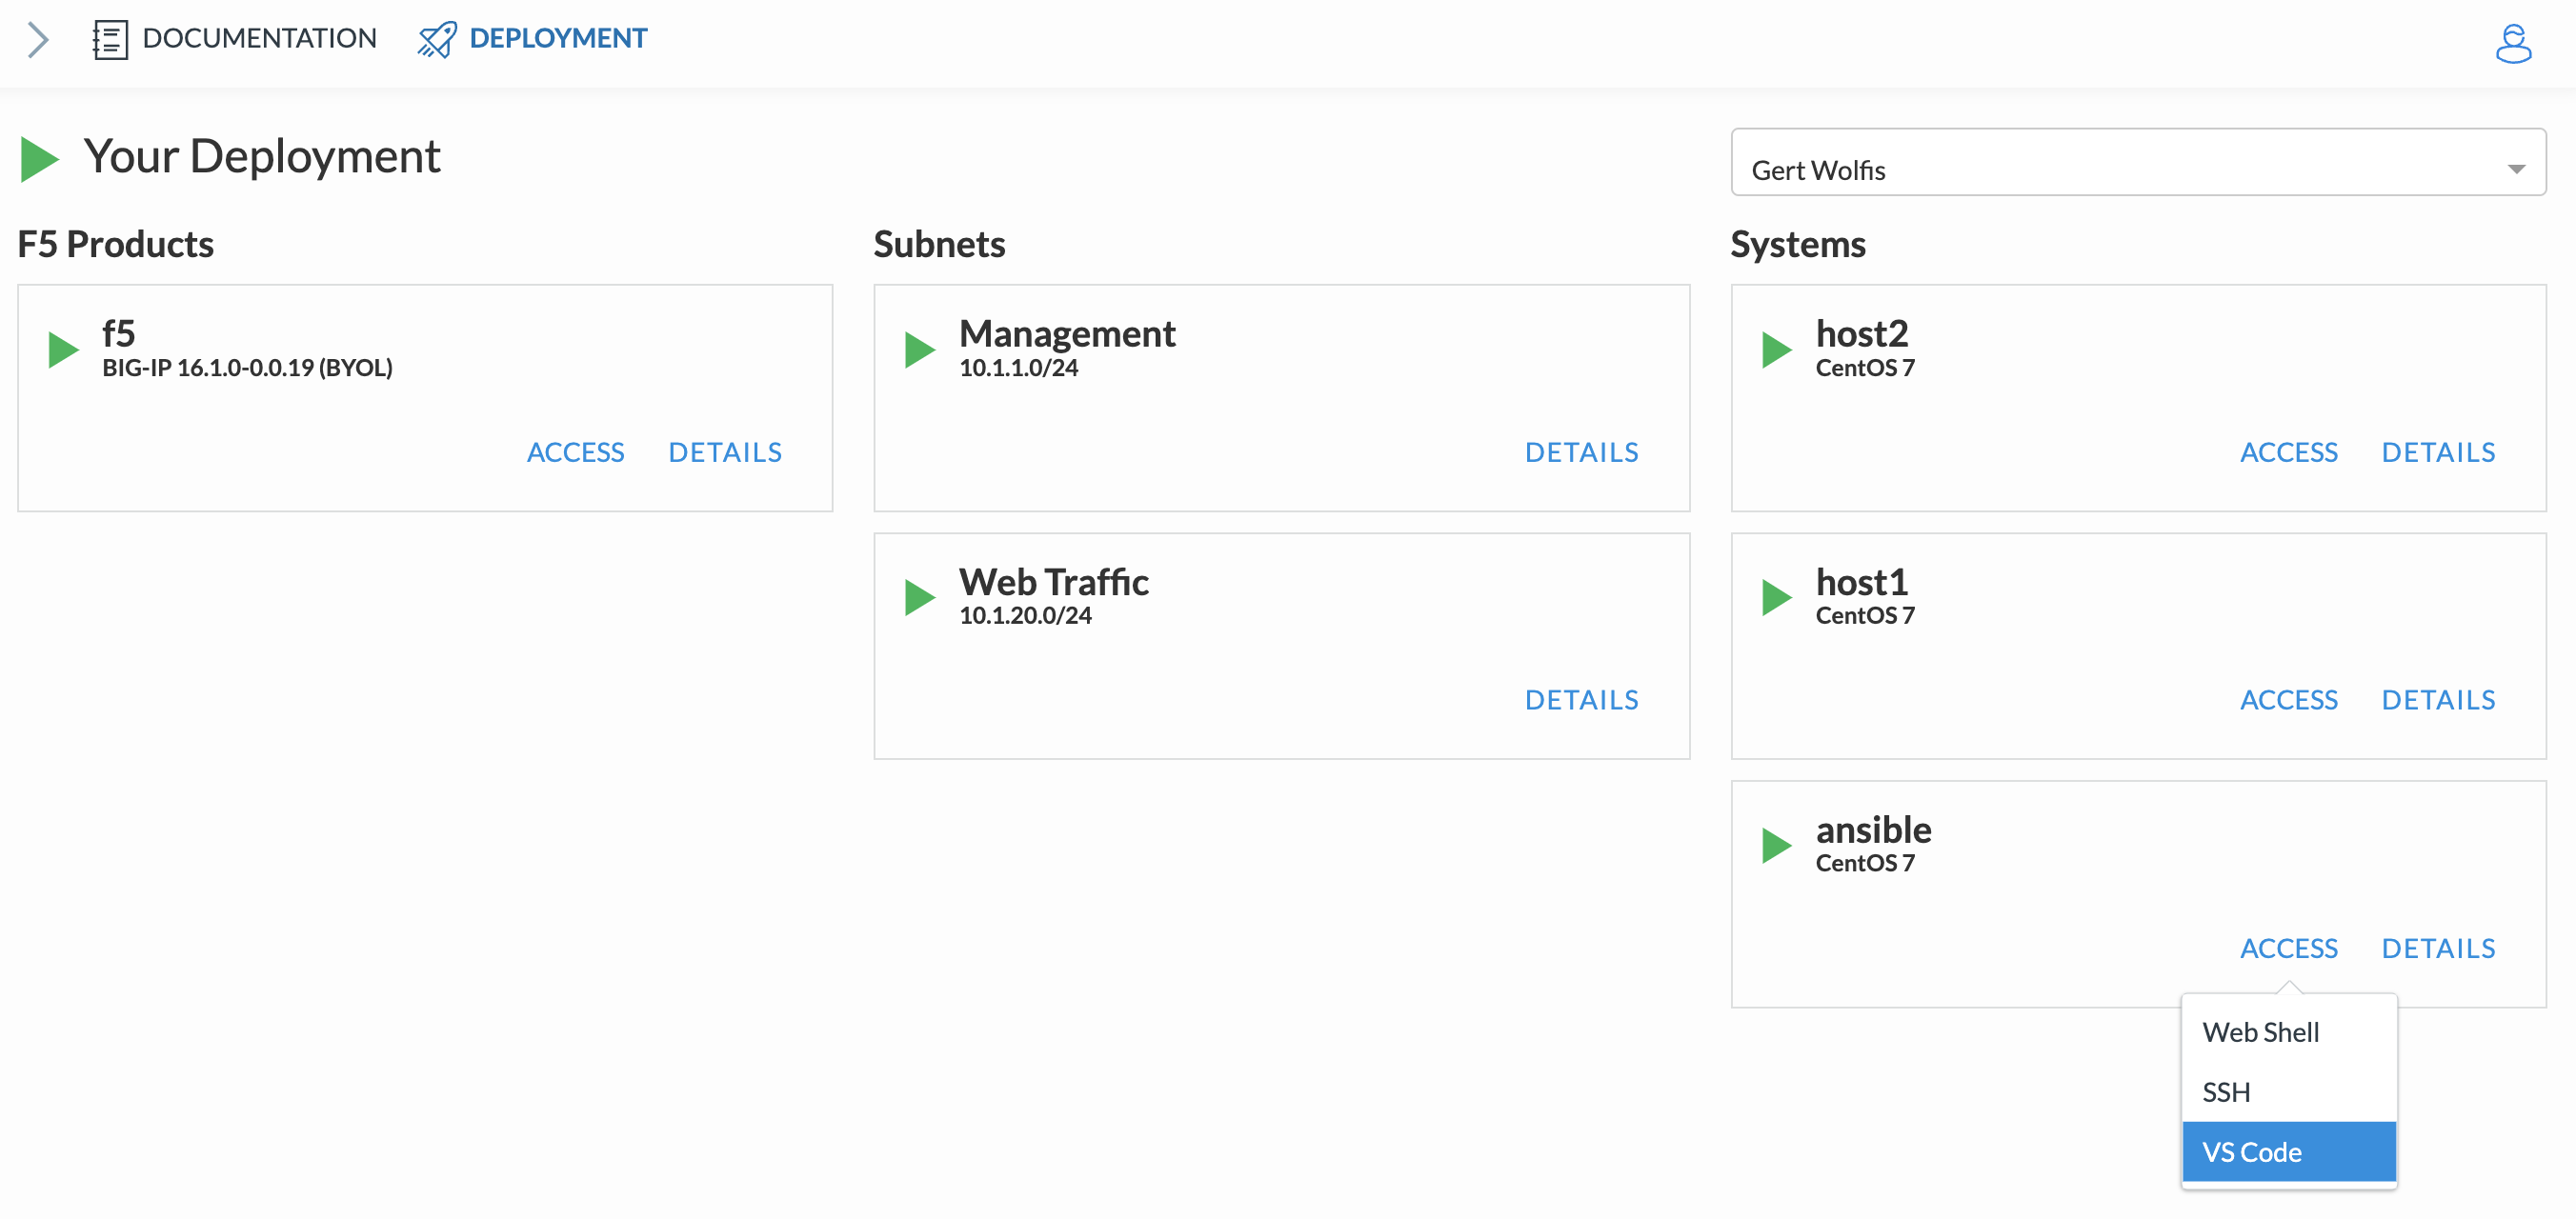 DOCUMENTATION
DEPLOYMENT
Your Deployment
Gert Wolfis
F5 Products
f5
BIG-IP 16.1.0-0.0.19 (BYOL)
ACCESS DETAILS
Subnets
Management
10.1.1.0/24
DETAILS
Web Traffic
10.1.20.0/24
DETAILS
Systems
host2
CentOS 7
ACCESS DETAILS
host1
CentOS 7
ACCESS DETAILS
ansible
CentOS 7
ACCESS DETAILS
Web Shell
SSH
VS Code